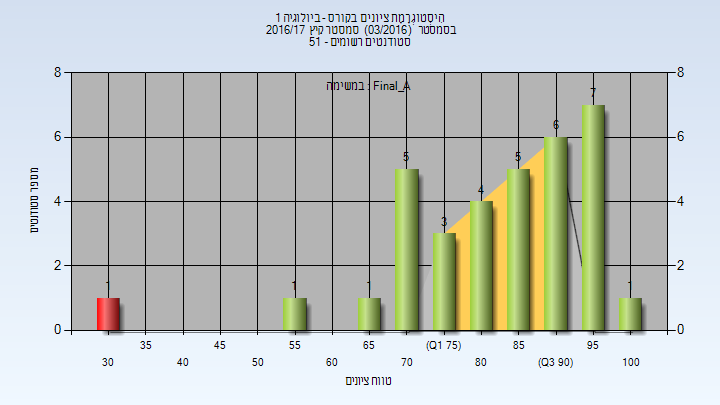 היסטוגרמת ציונים בקורס - ביולוגיה 1
בסמסטר (03/2016) סמסטר קיץ 2016/17
סטודנטים רשומים - 51
במשימה : Final_A
8 8
6 6
4 4
2 2
0 0
מספר סטודנטים
1 1 1 5 3 4 5 6 7 1
35 45 55 65 (Q1 75) 85 95
30 40 50 60 70 80 (Q3 90) 100
טווח ציונים